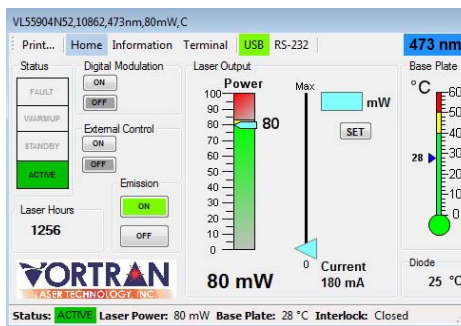 VL55904N52,10862,473nm,80mW,C
Print... Home Information Terminal USB RS-232 473 nm
Status
FAULT
WARMUP
STANDBY
ACTIVE
Laser Hours
1256
Digital Modulation
ON
OFF
External Control
ON
OFF
Emission
ON
OFF
VORTRAN
LASER TECHNOLOGY, INC.
Laser Output
Power
100
90
80
70
60
50
40
30
20
10
0
80
80 mW
Max
0
mW
SET
Current
180 mA
Base Plate
°C
60
50
40
30
20
10
0
28
Diode
25 °C
Status: ACTIVE Laser Power: 80 mW Base Plate: 28 °C Interlock: Closed